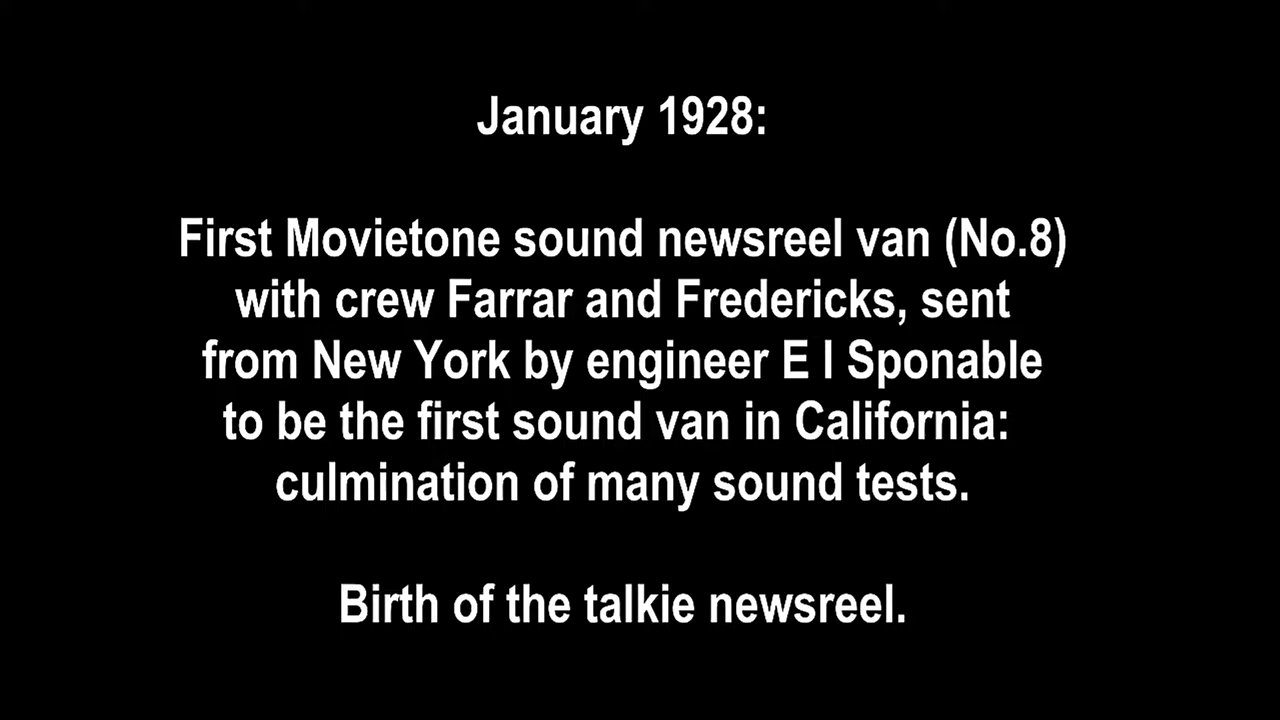 January 1928:
First Movietone sound newsreel van (No.8)
with crew Farrar and Fredericks, sent
from New York by engineer E I Sponable
to be the first sound van in California:
culmination of many sound tests.
Birth of the talkie newsreel.